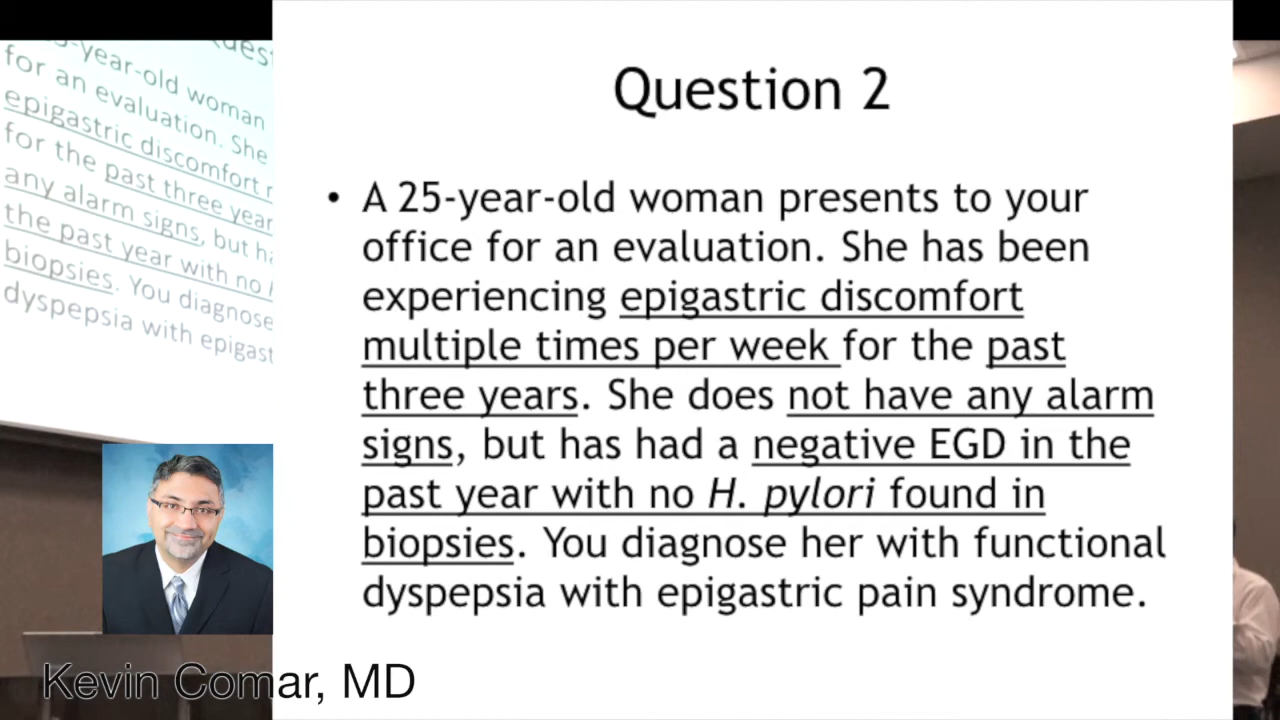 Question 2
• A 25-year-old woman presents to your
office for an evaluation. She has been
experiencing epigastric discomfort
multiple times per week for the past
three years. She does not have any alarm
signs, but has had a negative EGD in the
past year with no H. pylori found in
biopsies. You diagnose her with functional
dyspepsia with epigastric pain syndrome.
-year-old woman
for an evaluation. She
epigastric discomfort
for the past three year
any alarm signs, but ha
the past year with no
biopsies. You diagnose
dyspepsia with epigast
Kevin Comar, MD